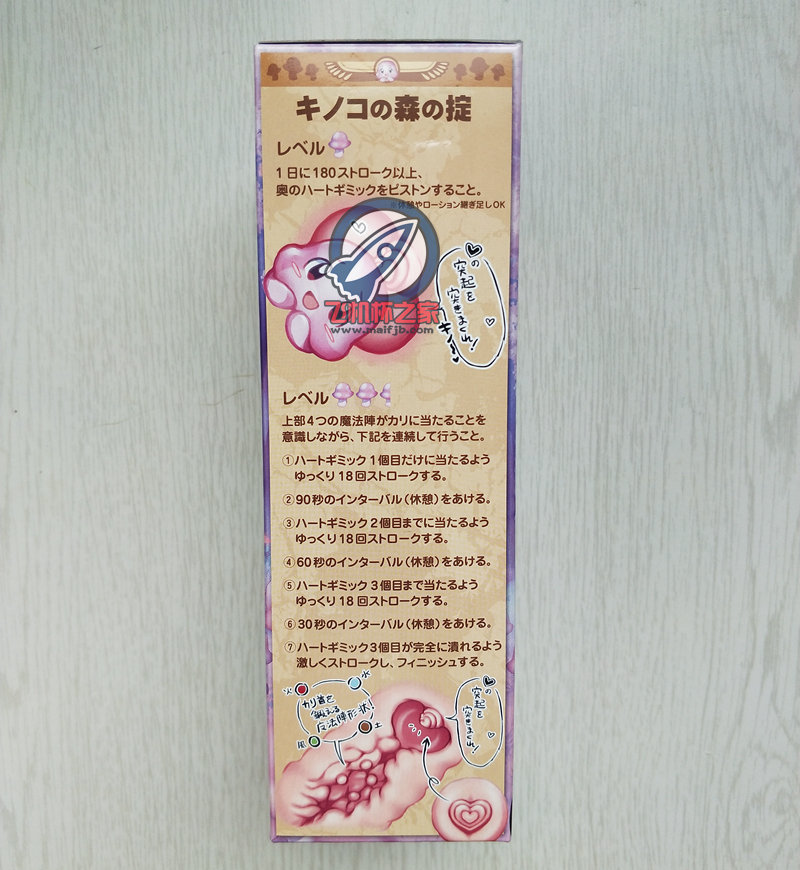 キノコの森の掟
レベル
1日に180ストローク以上、
奥のハートギミックをピストンすること。
※休憩やローション継ぎ足しOK
の
突起を
突きまくれ!
キノ〜
飞机杯之家
www.maifjb.com
レベル
上部4つの魔法陣がカリに当たることを
意識しながら、下記を連続して行うこと。
①ハートギミック1個目だけに当たるよう
ゆっくり18回ストロークする。
②90秒のインターバル(休憩)をあける。
③ハートギミック2個目までに当たるよう
ゆっくり18回ストロークする。
④60秒のインターバル(休憩)をあける。
⑤ハートギミック3個目まで当たるよう
ゆっくり18回ストロークする。
⑥30秒のインターバル(休憩)をあける。
⑦ハートギミック3個目が完全に潰れるよう
激しくストロークし、フィニッシュする。
火
水
カリ首を
鍛える
魔法陣形状!
風
土
の
突起を
突きまくれ!